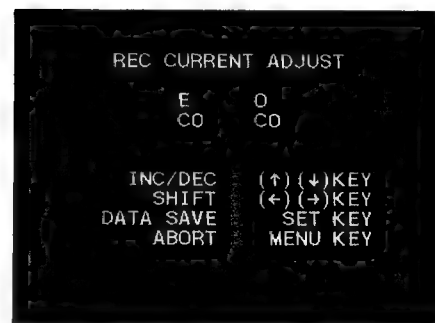 REC CURRENT ADJUST
E O
CO CO
INC/DEC (↑)(↓)KEY
SHIFT (←)(→)KEY
DATA SAVE SET KEY
ABORT MENU KEY